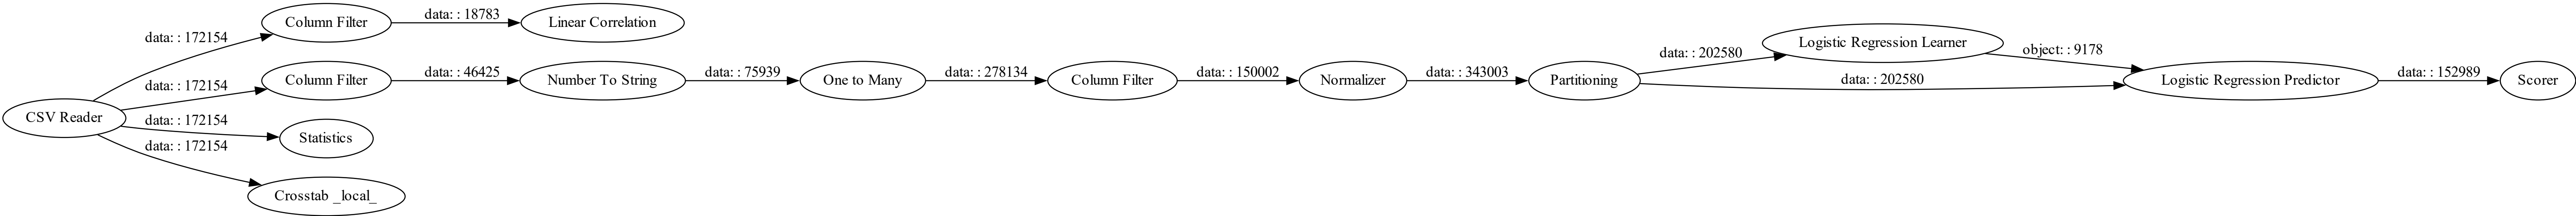 CSV Reader
data: : 172154
Column Filter
data: : 18783
Linear Correlation
data: : 172154
Column Filter
data: : 46425
Number To String
data: : 75939
One to Many
data: : 278134
Column Filter
data: : 150002
Normalizer
data: : 343003
Partitioning
data: : 202580
Logistic Regression Learner
object: : 9178
data: : 202580
Logistic Regression Predictor
data: : 152989
Scorer
data: : 172154
Statistics
data: : 172154
Crosstab _local_